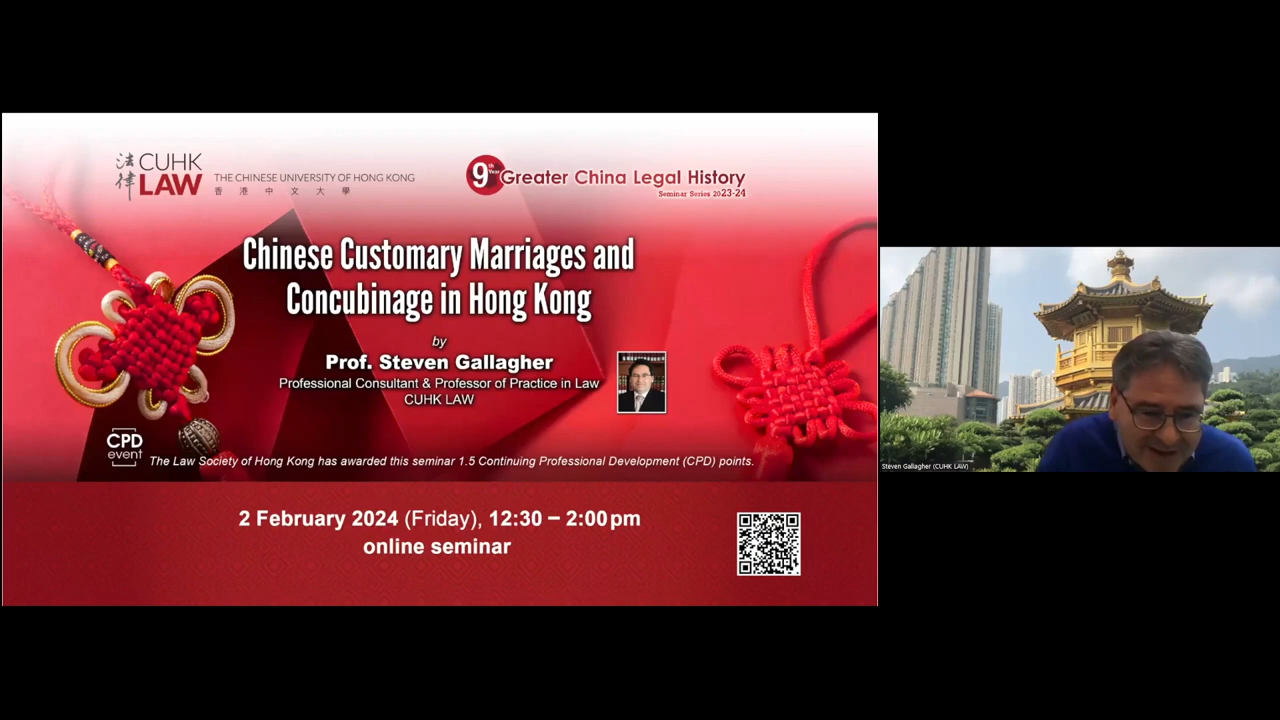 法律
CUHK
LAW
THE CHINESE UNIVERSITY OF HONG KONG
香港中文大學
9th Year
Greater China Legal History
Seminar Series 2023-24
Chinese Customary Marriages and
Concubinage in Hong Kong
by
Prof. Steven Gallagher
Professional Consultant & Professor of Practice in Law
CUHK LAW
CPD
event
The Law Society of Hong Kong has awarded this seminar 1.5 Continuing Professional Development (CPD) points.
2 February 2024 (Friday), 12:30 – 2:00pm
online seminar
Steven Gallagher (CUHK LAW)